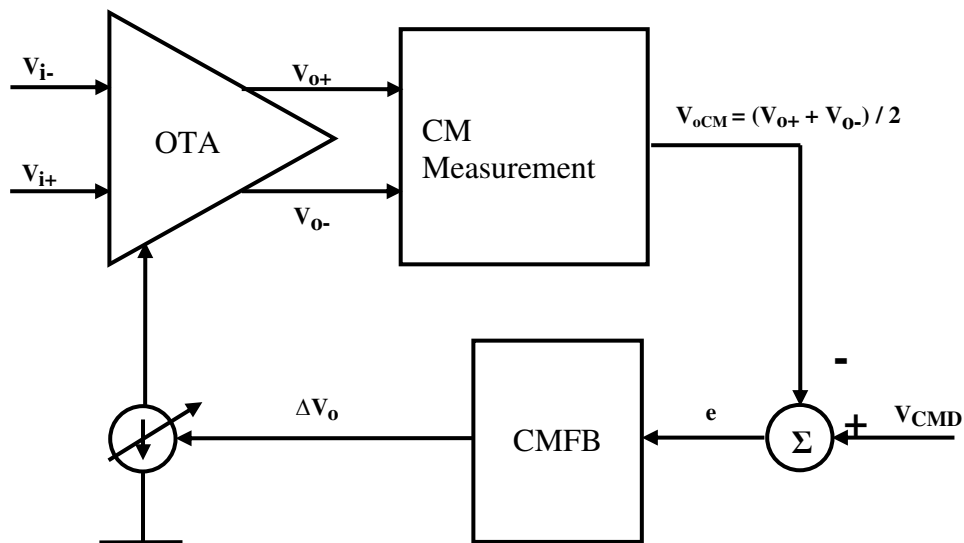 Vi-
Vo+
OTA
CM
Measurement
VoCM = (Vo+ + Vo-) / 2
Vi+
Vo-
-
ΔVo
CMFB
e
Σ
+
VCMD